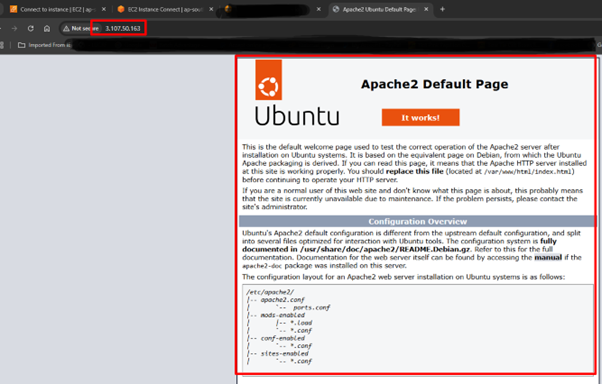 Connect to instance | EC2 | ap-s
EC2 Instance Connect | ap-sout
Apache2 Ubuntu Default Page: It
Not secure
3.107.50.163
Imported From
Apache2 Default Page
Ubuntu
It works!
This is the default welcome page used to test the correct operation of the Apache2 server after
installation on Ubuntu systems. It is based on the equivalent page on Debian, from which the Ubuntu
Apache packaging is derived. If you can read this page, it means that the Apache HTTP server installed
at this site is working properly. You should replace this file (located at /var/www/html/index.html)
before continuing to operate your HTTP server.
If you are a normal user of this web site and don't know what this page is about, this probably means
that the site is currently unavailable due to maintenance. If the problem persists, please contact the
site's administrator.
Configuration Overview
Ubuntu's Apache2 default configuration is different from the upstream default configuration, and split
into several files optimized for interaction with Ubuntu tools. The configuration system is fully
documented in /usr/share/doc/apache2/README.Debian.gz. Refer to this for the full
documentation. Documentation for the web server itself can be found by accessing the manual if the
apache2-doc package was installed on this server.
The configuration layout for an Apache2 web server installation on Ubuntu systems is as follows:
/etc/apache2/
|-- apache2.conf
|       `-- ports.conf
|-- mods-enabled
|       |-- *.load
|       `-- *.conf
|-- conf-enabled
|       `-- *.conf
|-- sites-enabled
|       `-- *.conf